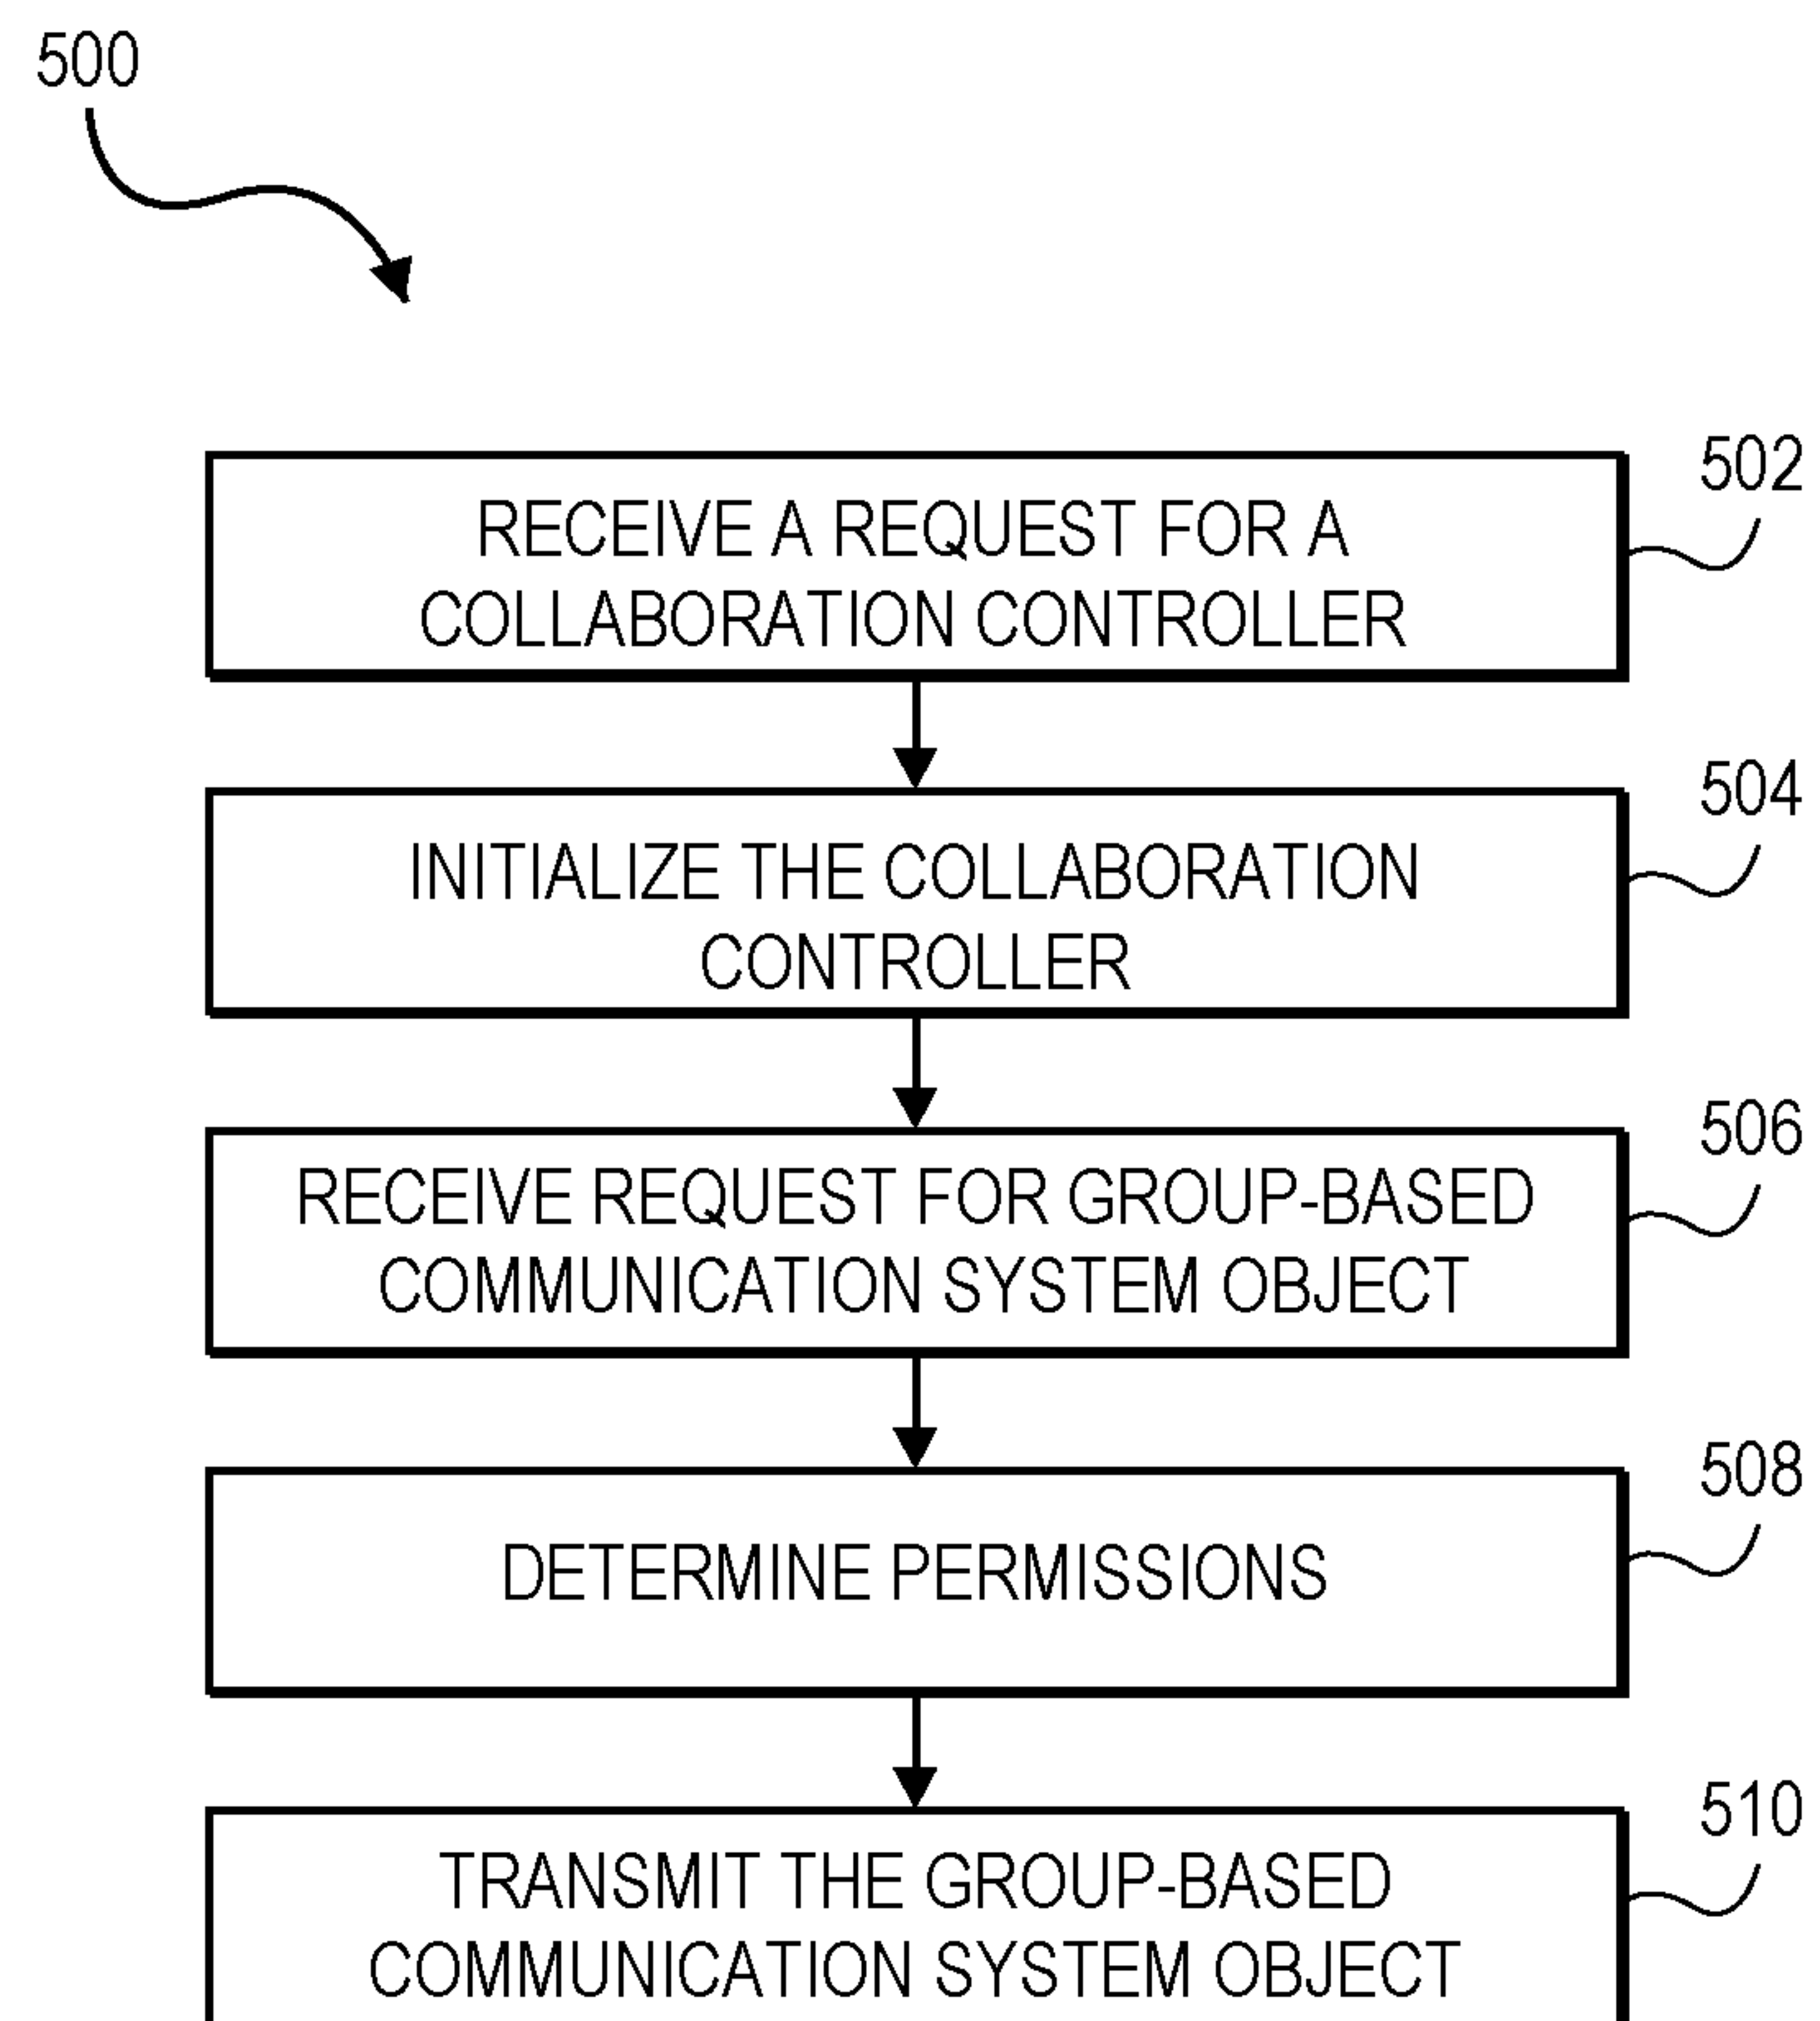 500
502
RECEIVE A REQUEST FOR A
COLLABORATION CONTROLLER
504
INITIALIZE THE COLLABORATION
CONTROLLER
506
RECEIVE REQUEST FOR GROUP-BASED
COMMUNICATION SYSTEM OBJECT
508
DETERMINE PERMISSIONS
510
TRANSMIT THE GROUP-BASED
COMMUNICATION SYSTEM OBJECT